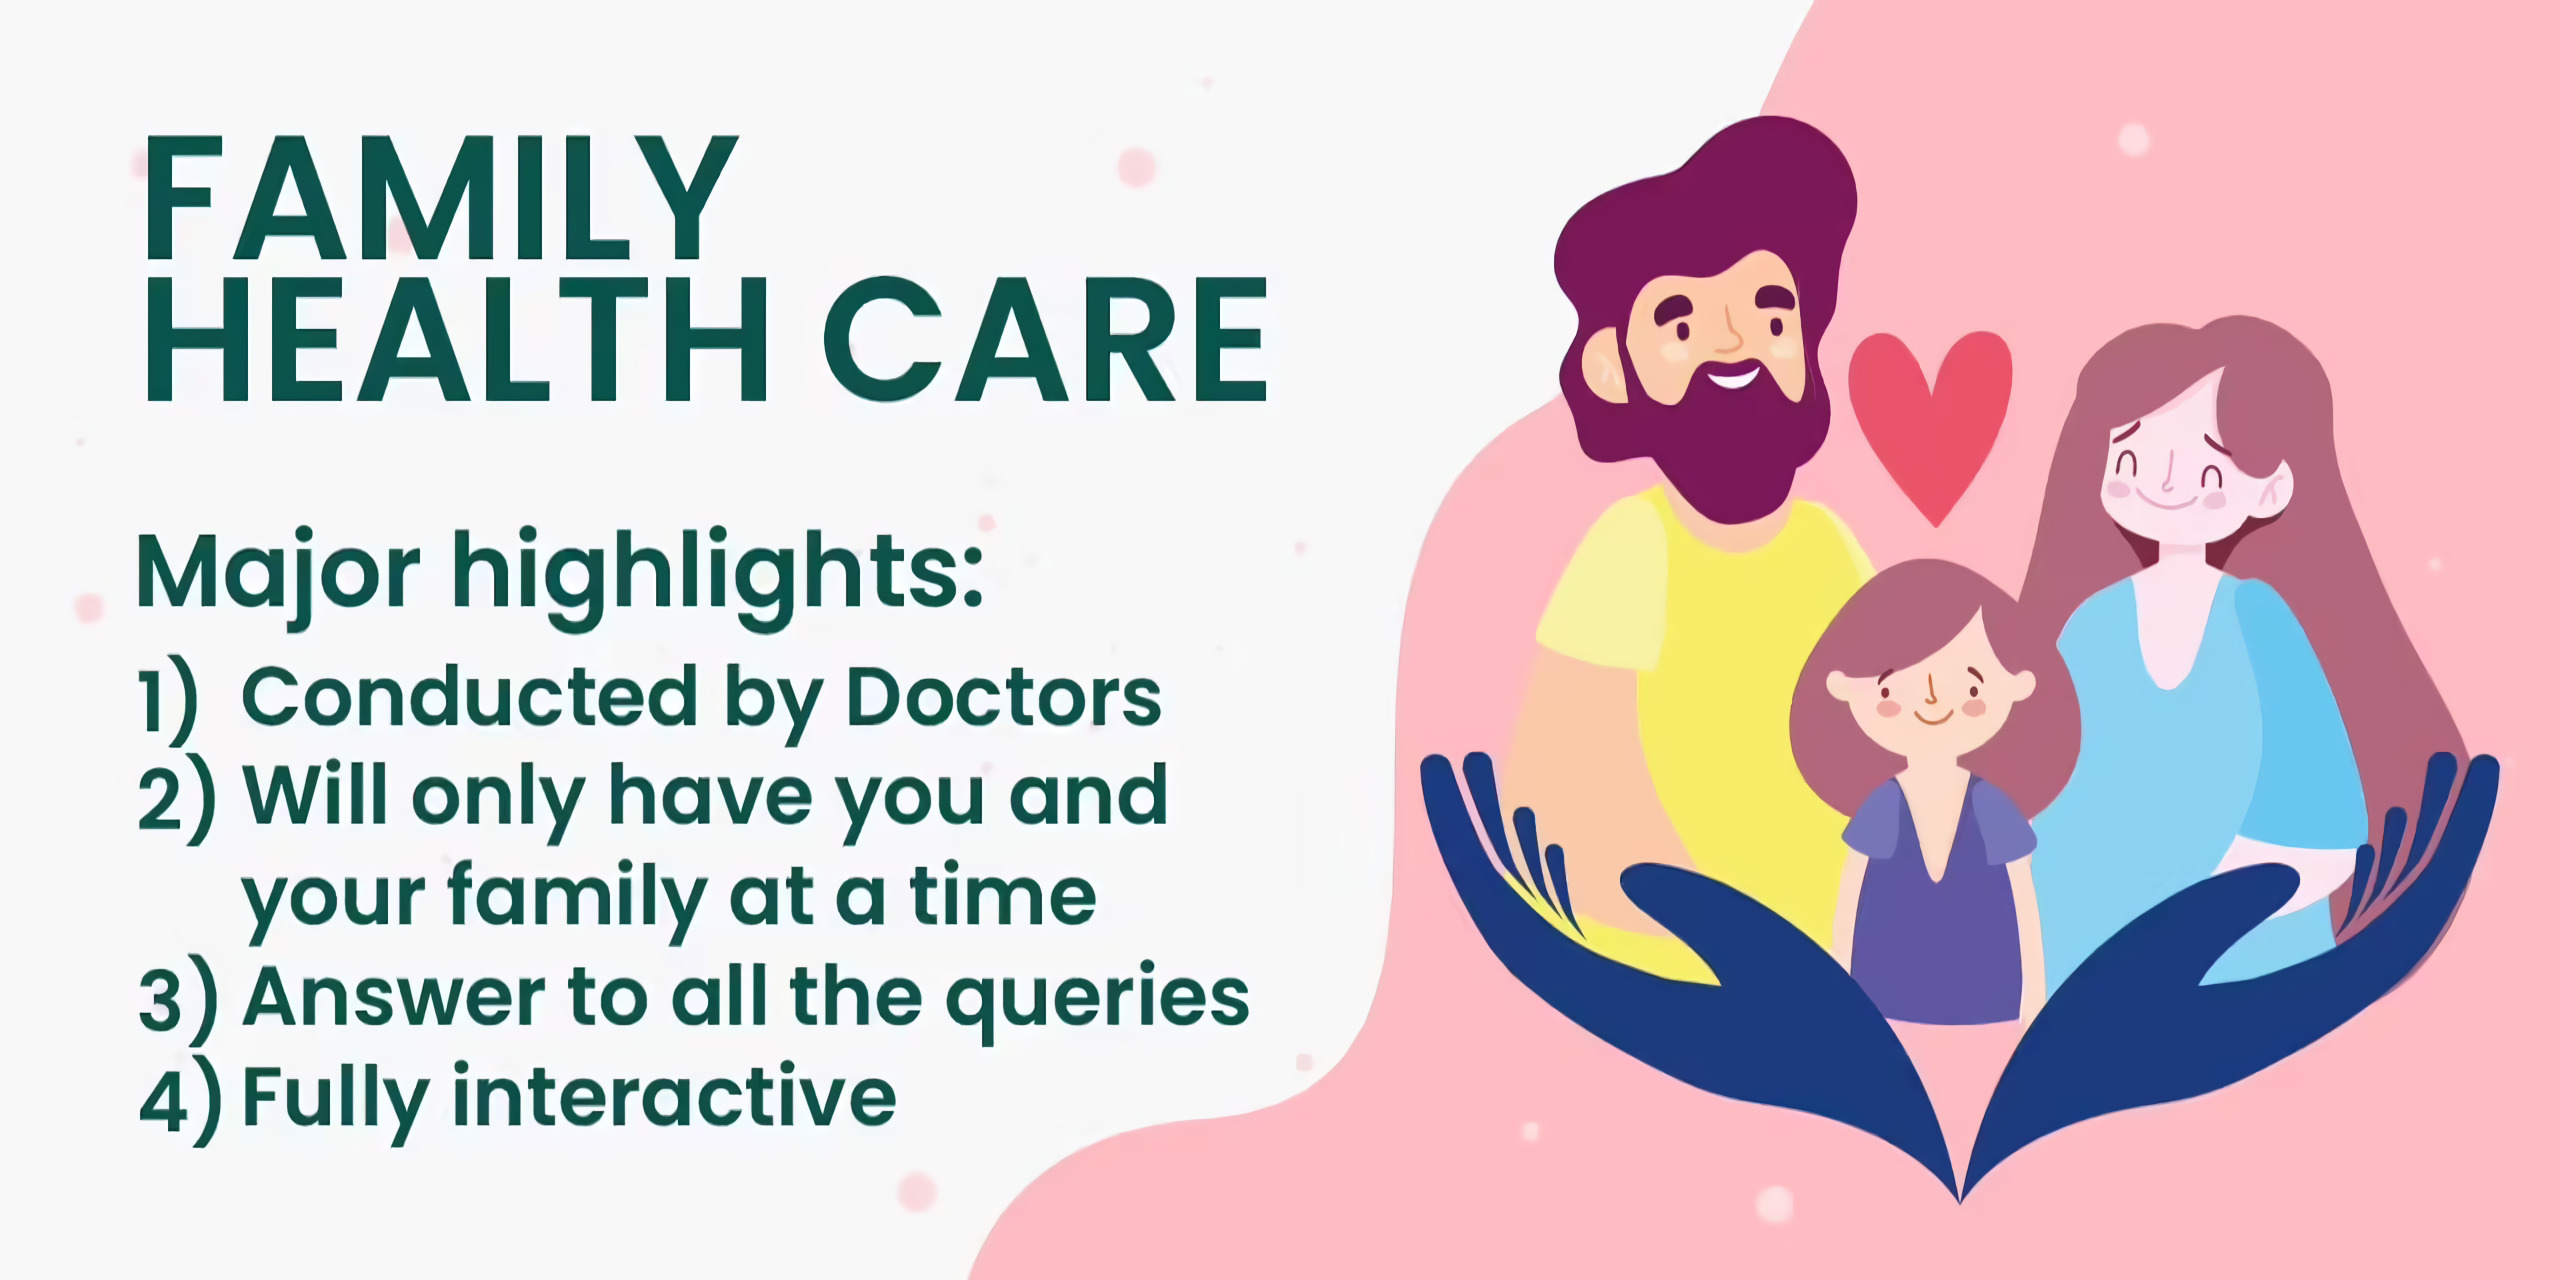 FAMILY
HEALTH CARE
Major highlights:
1) Conducted by Doctors
2) Will only have you and
your family at a time
3) Answer to all the queries
4) Fully interactive